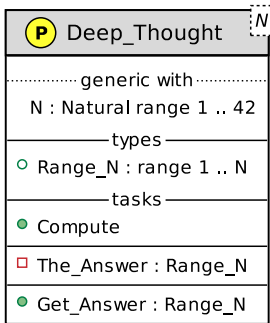 N
P Deep_Thought
generic with
N : Natural range 1 .. 42
types
Range_N : range 1 .. N
tasks
Compute
The_Answer : Range_N
Get_Answer : Range_N